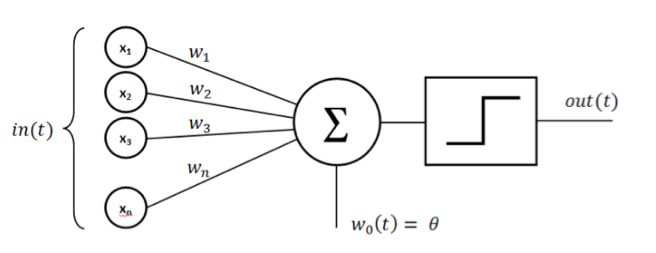 x₁
w₁
x₂
w₂
in(t)
x₃
w₃
Σ
out(t)
wₙ
xₙ
w₀(t) = θ